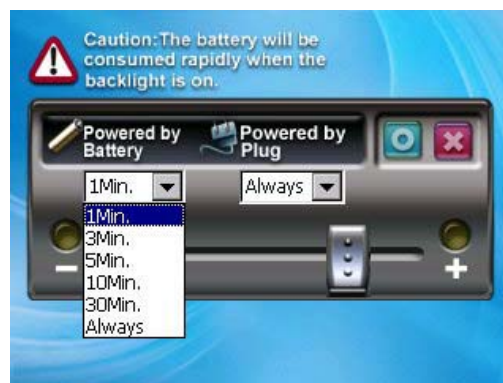 Caution:The battery will be
consumed rapidly when the
backlight is on.
Powered by
Battery
Powered by
Plug
1Min.
Always
1Min.
3Min.
5Min.
10Min.
30Min.
Always